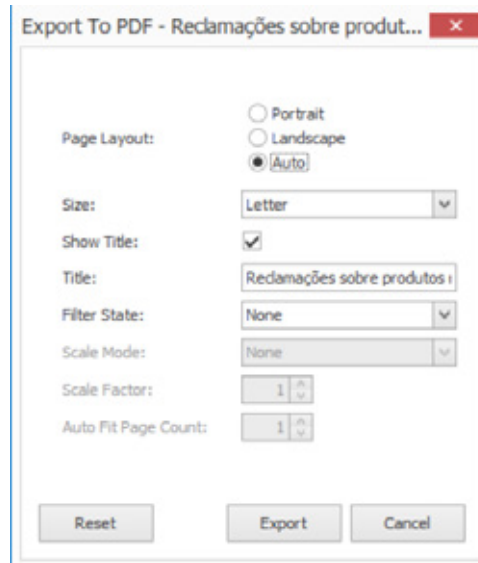 Export To PDF - Reclamações sobre produt...
Portrait
Page Layout:
Landscape
Auto
Size:
Letter
Show Title:
Title:
Reclamações sobre produtos
Filter State:
None
Scale Mode:
None
Scale Factor:
1
Auto Fit Page Count:
1
Reset
Export
Cancel